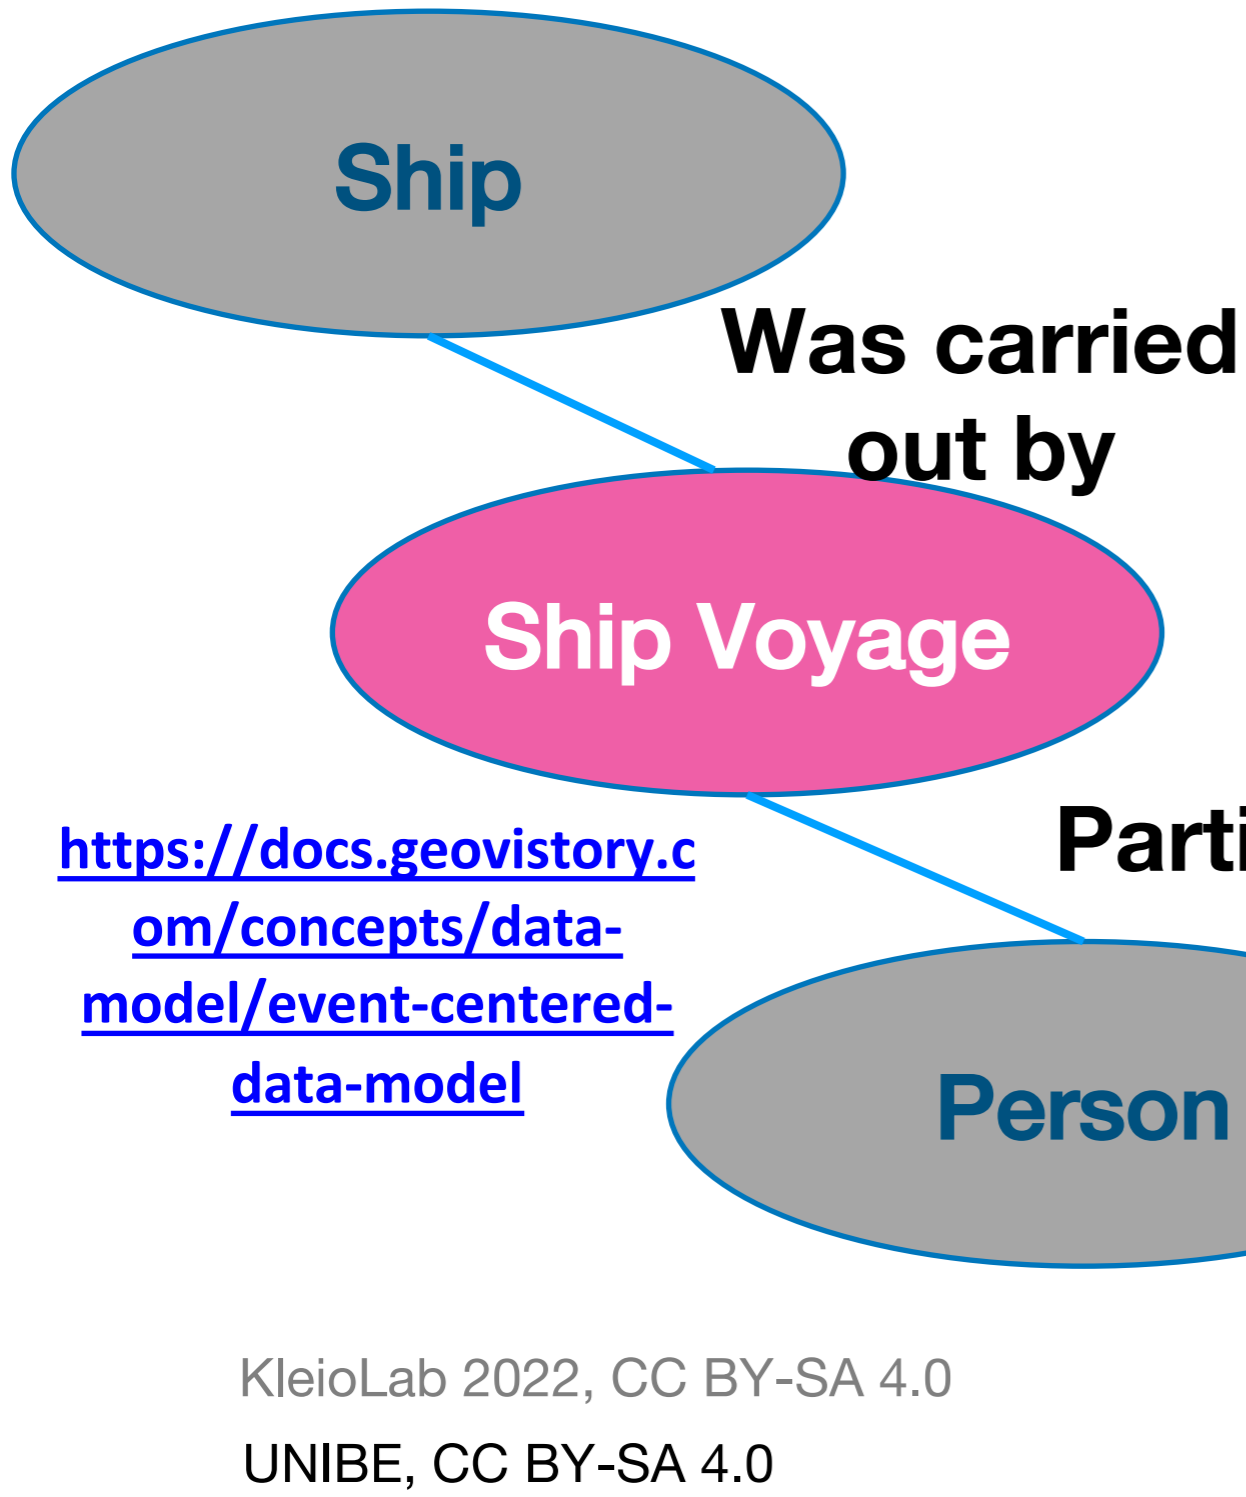 Ship
Was carried
out by
Ship Voyage
Parti
https://docs.geovistory.c
om/concepts/data-
model/event-centered-
data-model
Person
KleioLab 2022, CC BY-SA 4.0
UNIBE, CC BY-SA 4.0